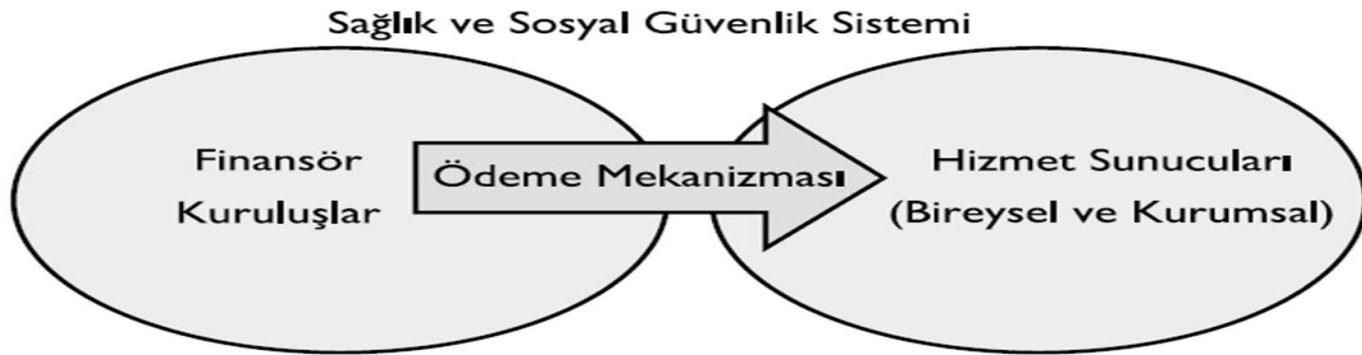 Sağlık ve Sosyal Güvenlik Sistemi
Finansör
Kuruluşlar
Ödeme Mekanizması
Hizmet Sunucuları
(Bireysel ve Kurumsal)